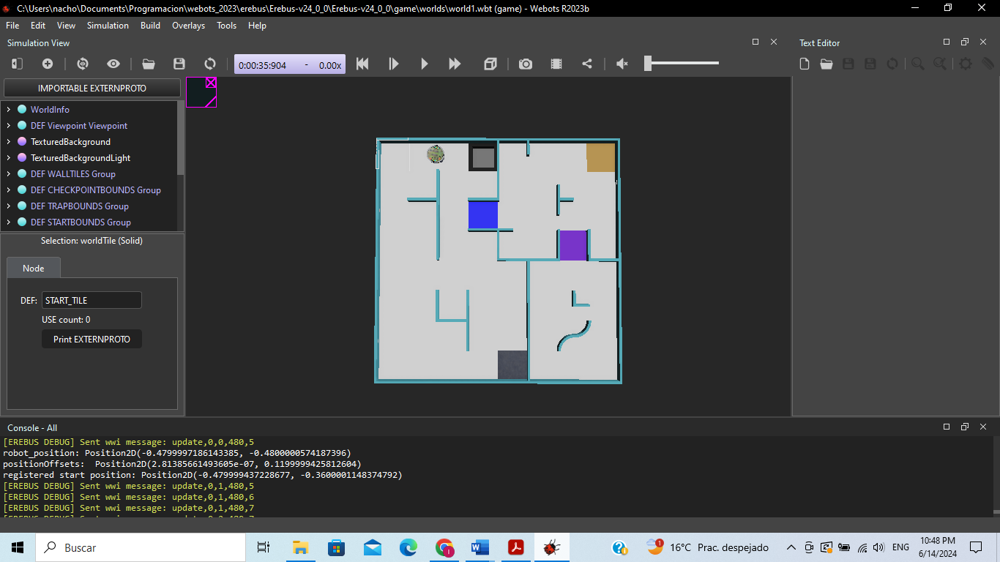 C:\Users\nacho\Documents\Programacion\webots_2023\erebus\Erebus-v24_0_0\Erebus-v24_0_0\game\worlds\world1.wbt (game) - Webots R2023b
File Edit View Simulation Build Overlays Tools Help
Simulation View
Text Editor
0:00:35:904 - 0.00x
IMPORTABLE EXTERNPROTO
WorldInfo
DEF Viewpoint Viewpoint
TexturedBackground
TexturedBackgroundLight
DEF WALLTILES Group
DEF CHECKPOINTBOUNDS Group
DEF TRAPBOUNDS Group
DEF STARTBOUNDS Group
Selection: worldTile (Solid)
Node
DEF: START_TILE
USE count: 0
Print EXTERNPROTO
Console - All
[EREBUS DEBUG] Sent wwi message: update,0,0,480,5
robot_position: Position2D(-0.4799997186143385, -0.4800000574187396)
positionOffsets:  Position2D(2.81385661493605e-07, 0.1199999425812604)
registered start position: Position2D(-0.479999437228677, -0.3600001148374792)
[EREBUS DEBUG] Sent wwi message: update,0,1,480,5
[EREBUS DEBUG] Sent wwi message: update,0,1,480,6
[EREBUS DEBUG] Sent wwi message: update,0,1,480,7
Buscar
1
16°C Prac. despejado
ENG
10:48 PM
6/14/2024